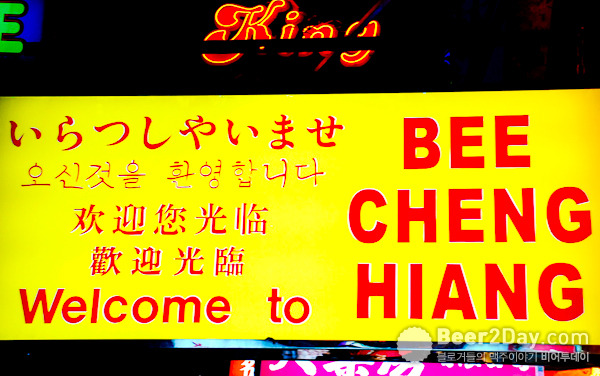 E
King
いらつしやいませ
오신것을 환영합니다
欢迎您光临
歡迎光臨
Welcome to
BEE
CHENG
HIANG
Beer2Day.com
블로거들의 맥주이야기 비어투데이